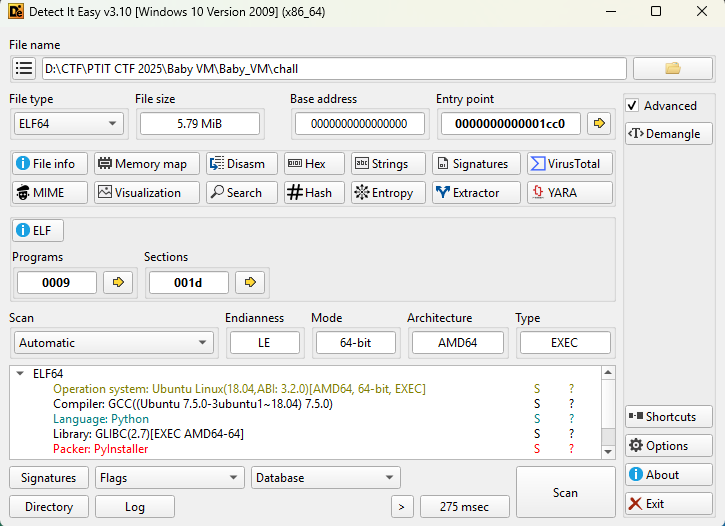 Detect It Easy v3.10 [Windows 10 Version 2009] (x86_64)
File name
D:\CTF\PTIT CTF 2025\Baby VM\Baby_VM\chall
File type File size Base address Entry point Advanced
ELF64 5.79 MiB 0000000000000000 0000000000001cc0 Demangle
File info Memory map Disasm Hex Strings Signatures VirusTotal
MIME Visualization Search Hash Entropy Extractor YARA
ELF
Programs Sections
0009 001d
Scan Endianness Mode Architecture Type
Automatic LE 64-bit AMD64 EXEC
ELF64
Operation system: Ubuntu Linux(18.04,ABI: 3.2.0)[AMD64, 64-bit, EXEC] S ?
Compiler: GCC((Ubuntu 7.5.0-3ubuntu1~18.04) 7.5.0) S ?
Language: Python S ?
Library: GLIBC(2.7)[EXEC AMD64-64] S ?
Packer: PyInstaller S ?
Shortcuts
Options
Signatures Flags Database Scan About
Directory Log > 275 msec Exit